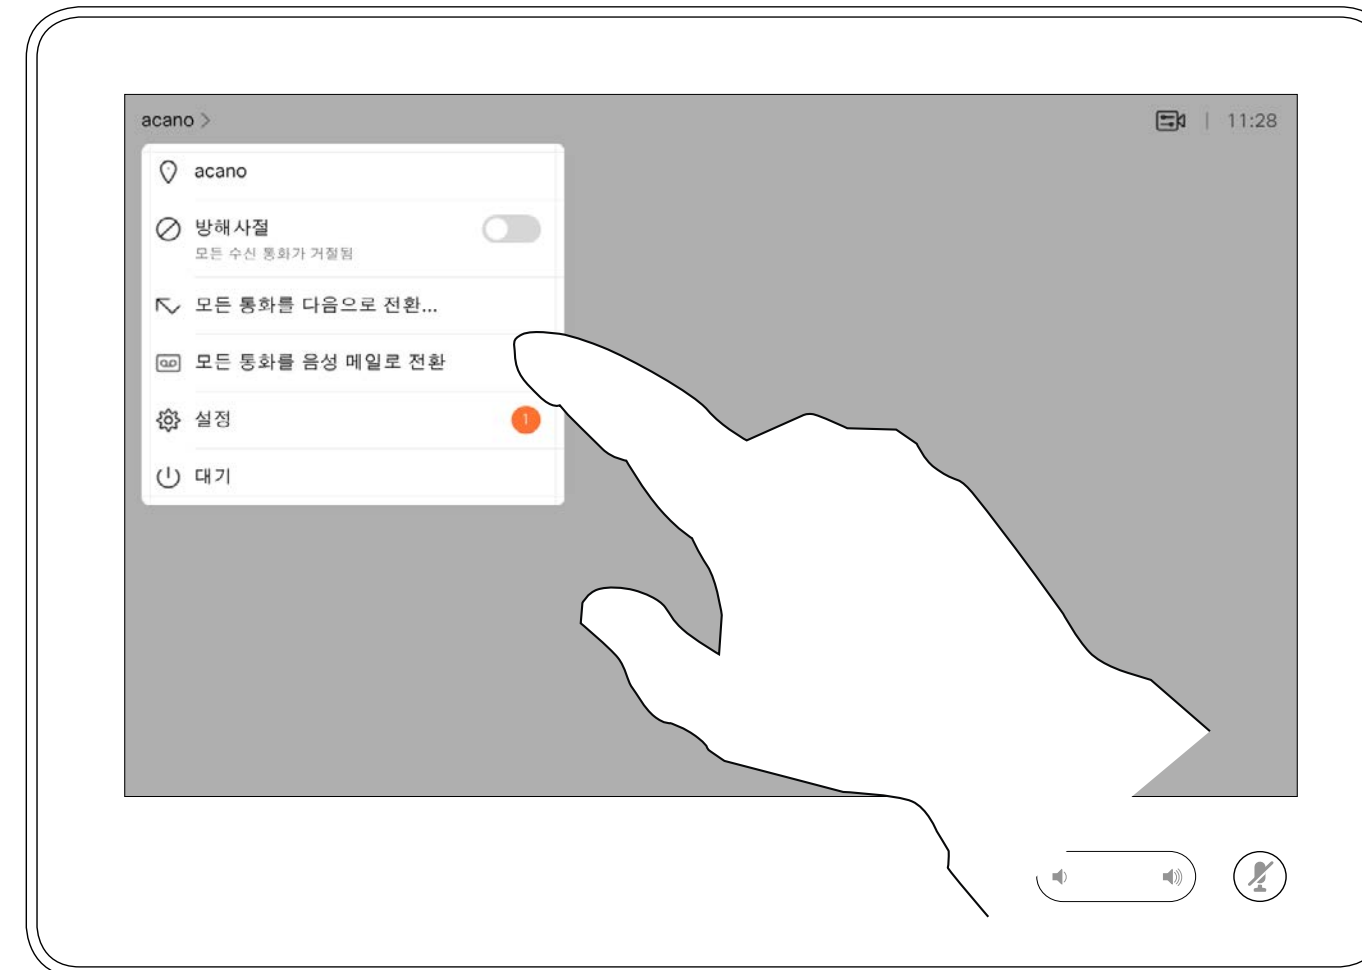 acano >
11:28
acano
방해사절
모든 수신 통화가 거절됨
모든 통화를 다음으로 전환...
모든 통화를 음성 메일로 전환
설정
1
대기